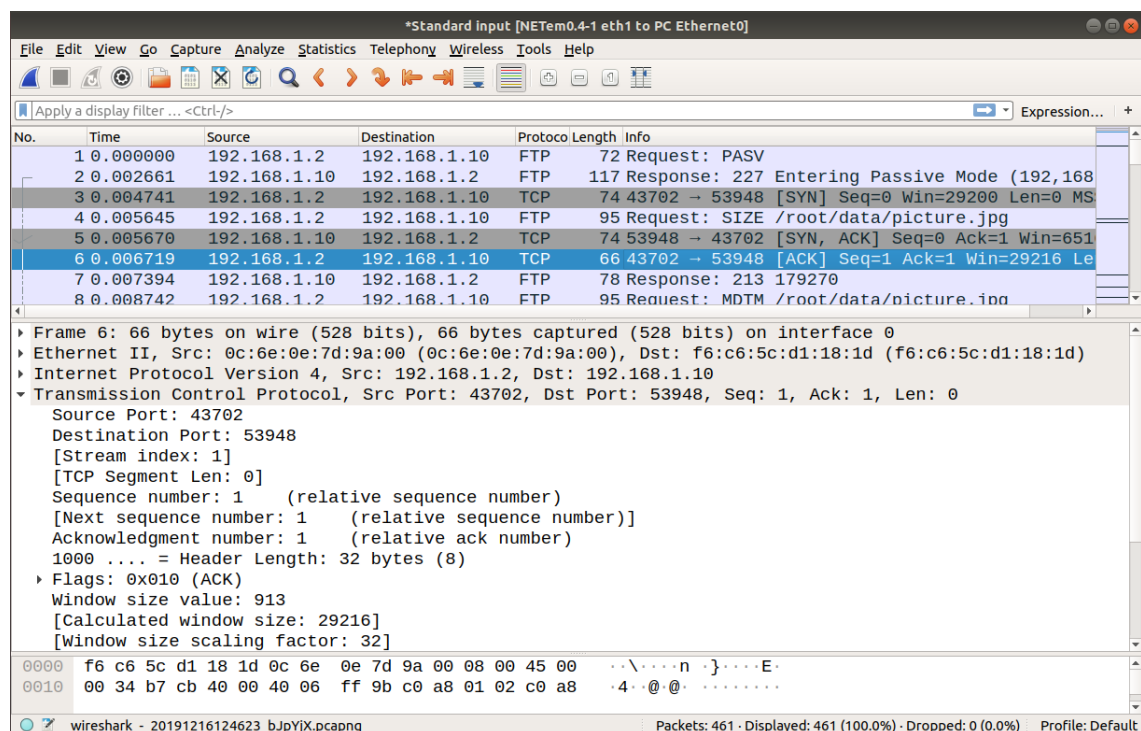 *Standard input [NETem0.4-1 eth1 to PC Ethernet0]
File Edit View Go Capture Analyze Statistics Telephony Wireless Tools Help
Apply a display filter … <Ctrl-/> Expression… +
No. Time Source Destination Protoco Length Info
1 0.000000 192.168.1.2 192.168.1.10 FTP 72 Request: PASV
2 0.002661 192.168.1.10 192.168.1.2 FTP 117 Response: 227 Entering Passive Mode (192,168
3 0.004741 192.168.1.2 192.168.1.10 TCP 74 43702 → 53948 [SYN] Seq=0 Win=29200 Len=0 MS
4 0.005645 192.168.1.2 192.168.1.10 FTP 95 Request: SIZE /root/data/picture.jpg
5 0.005670 192.168.1.10 192.168.1.2 TCP 74 53948 → 43702 [SYN, ACK] Seq=0 Ack=1 Win=651
6 0.006719 192.168.1.2 192.168.1.10 TCP 66 43702 → 53948 [ACK] Seq=1 Ack=1 Win=29216 Le
7 0.007394 192.168.1.10 192.168.1.2 FTP 78 Response: 213 179270
8 0.008742 192.168.1.2 192.168.1.10 FTP 95 Request: MDTM /root/data/picture.jpg
Frame 6: 66 bytes on wire (528 bits), 66 bytes captured (528 bits) on interface 0
Ethernet II, Src: 0c:6e:0e:7d:9a:00 (0c:6e:0e:7d:9a:00), Dst: f6:c6:5c:d1:18:1d (f6:c6:5c:d1:18:1d)
Internet Protocol Version 4, Src: 192.168.1.2, Dst: 192.168.1.10
Transmission Control Protocol, Src Port: 43702, Dst Port: 53948, Seq: 1, Ack: 1, Len: 0
Source Port: 43702
Destination Port: 53948
[Stream index: 1]
[TCP Segment Len: 0]
Sequence number: 1 (relative sequence number)
[Next sequence number: 1 (relative sequence number)]
Acknowledgment number: 1 (relative ack number)
1000 .... = Header Length: 32 bytes (8)
Flags: 0x010 (ACK)
Window size value: 913
[Calculated window size: 29216]
[Window size scaling factor: 32]
0000 f6 c6 5c d1 18 1d 0c 6e 0e 7d 9a 00 08 00 45 00 ··\····n ·}····E·
0010 00 34 b7 cb 40 00 40 06 ff 9b c0 a8 01 02 c0 a8 ·4··@·@· ········
wireshark_-_20191216124623_bJpYiX.pcapng Packets: 461 · Displayed: 461 (100.0%) · Dropped: 0 (0.0%) Profile: Default